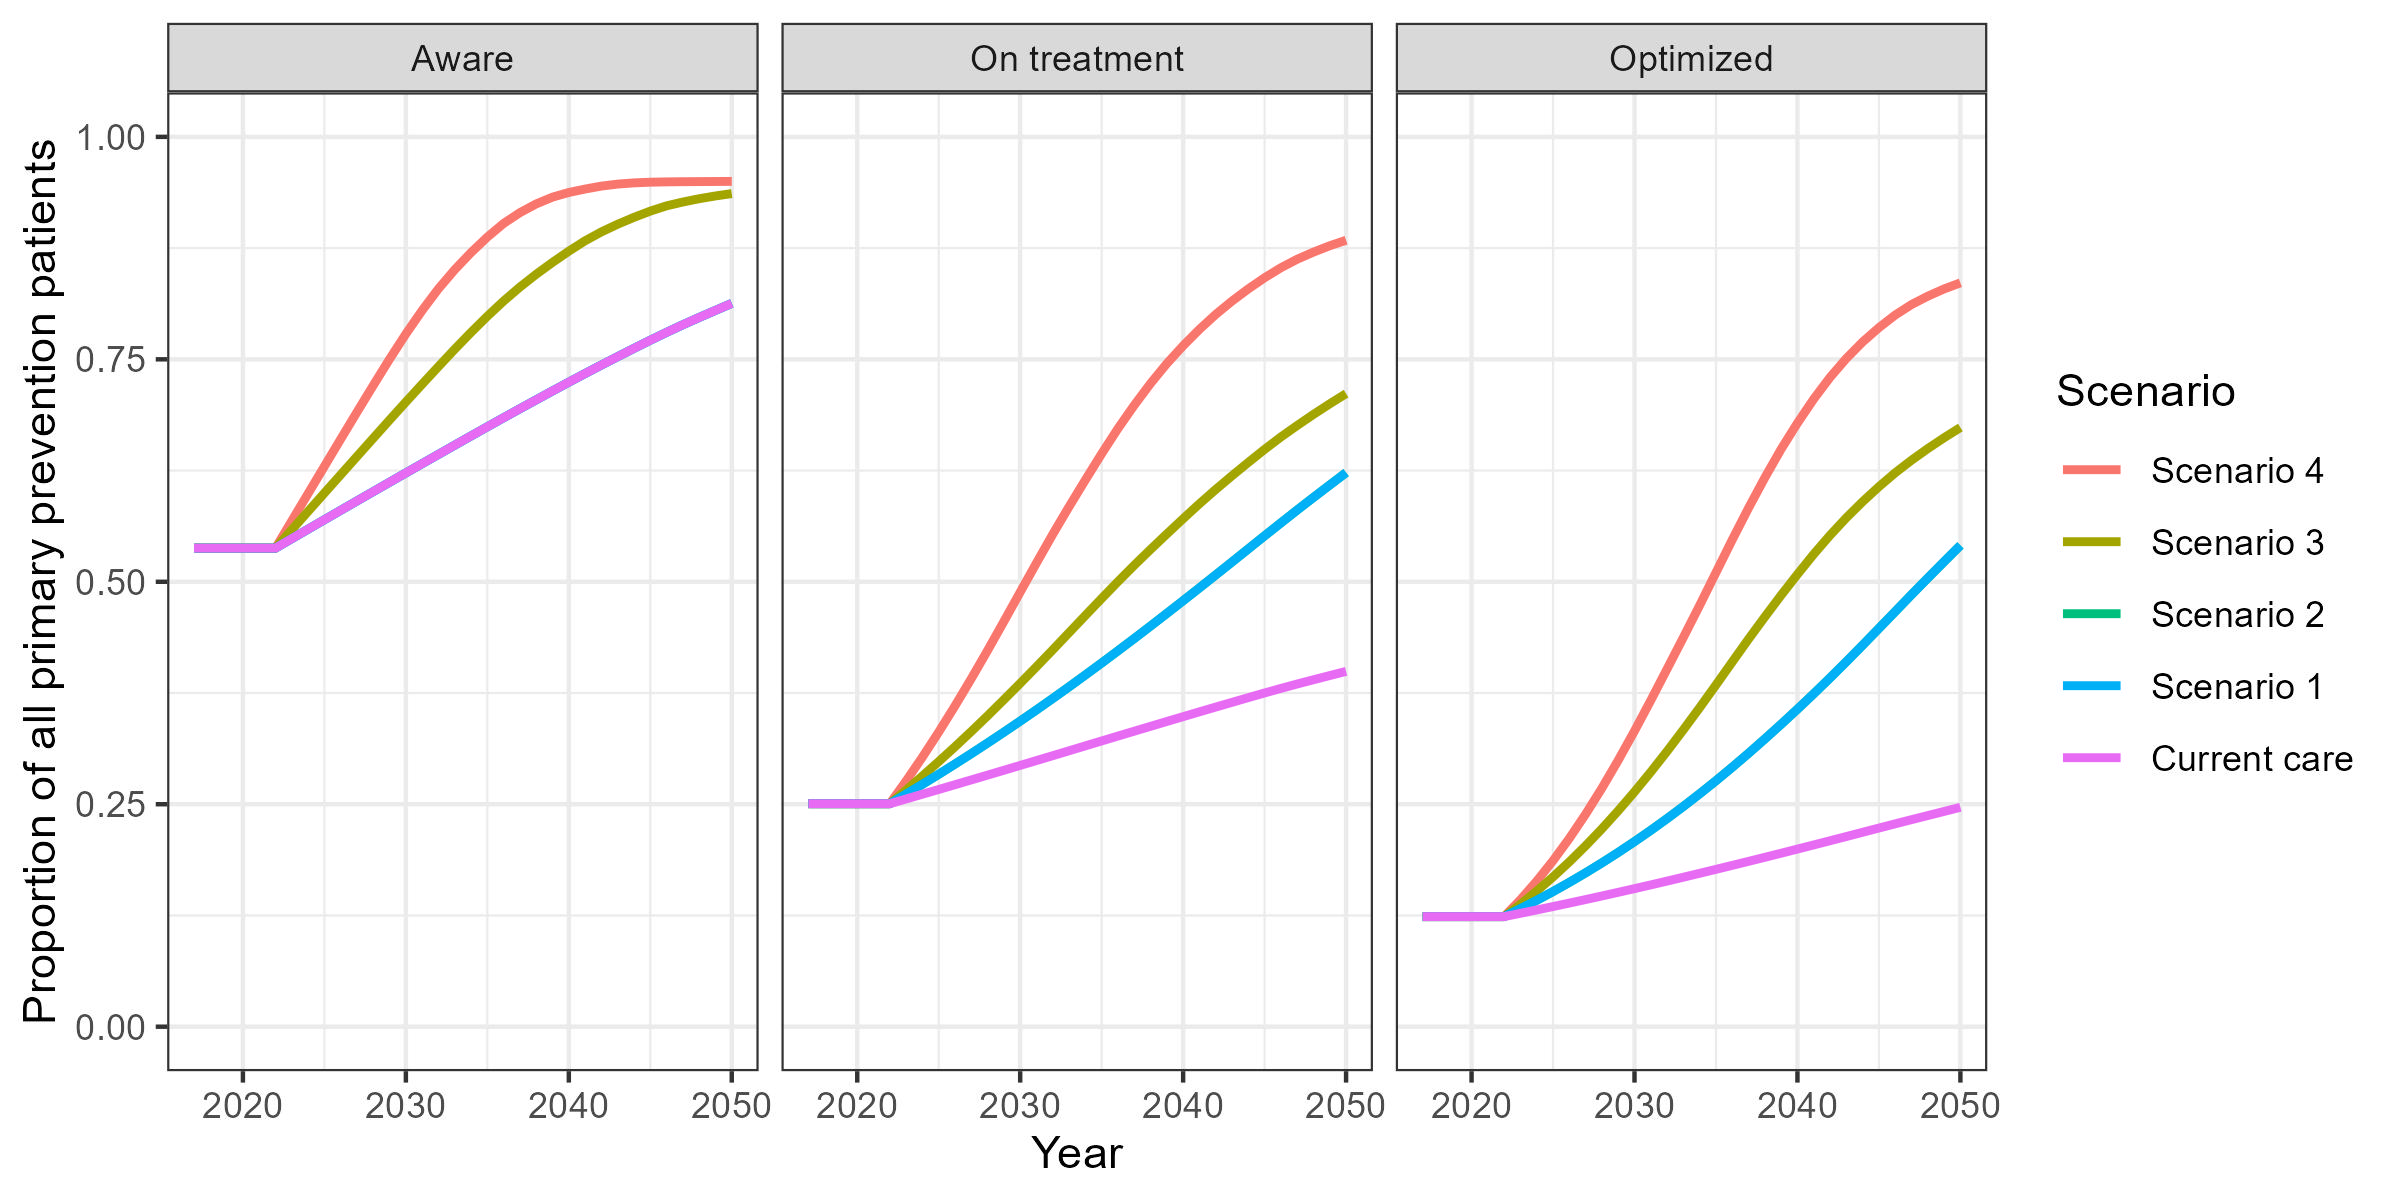 Aware
On treatment
Optimized
Proportion of all primary prevention patients
1.00
0.75
0.50
0.25
0.00
2020 2030 2040 2050
2020 2030 2040 2050
2020 2030 2040 2050
Year
Scenario
Scenario 4
Scenario 3
Scenario 2
Scenario 1
Current care